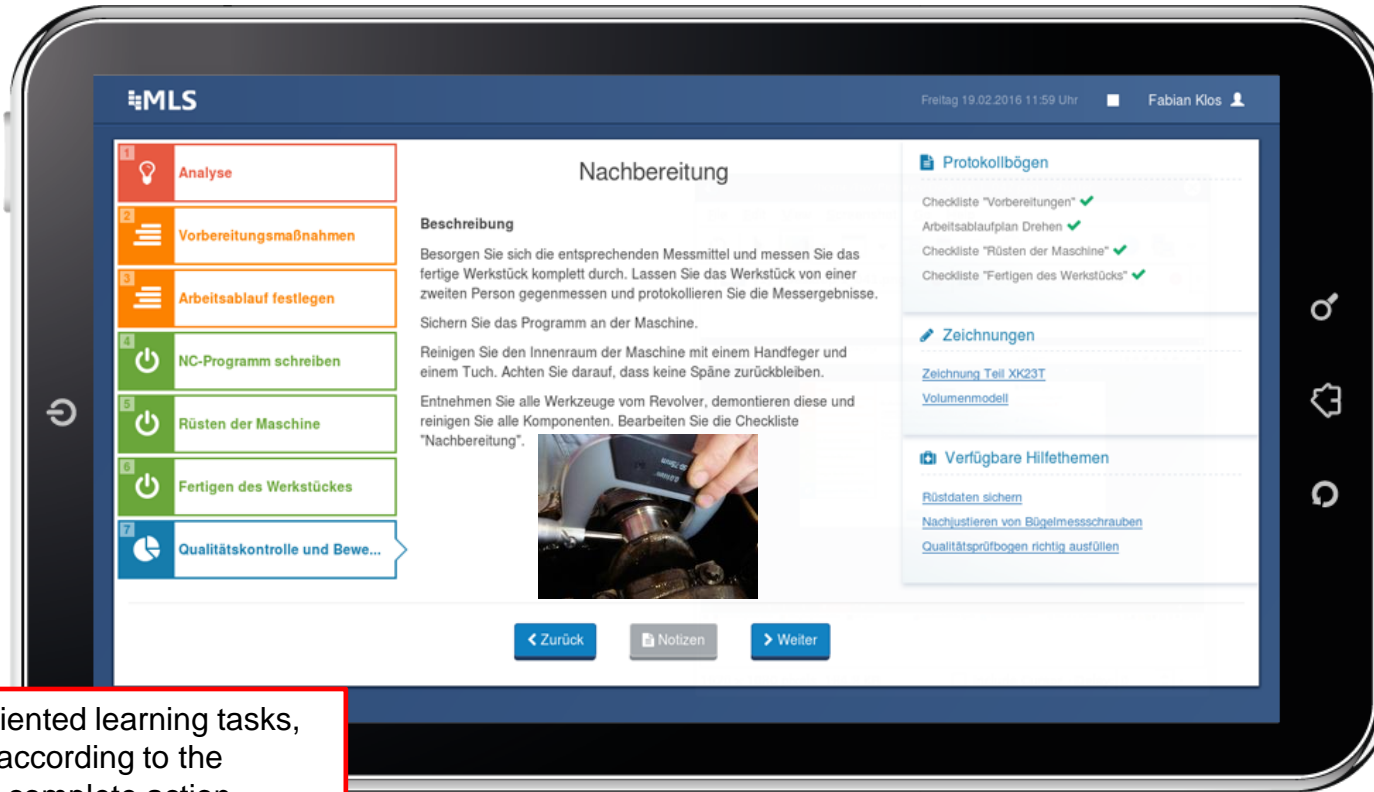 MLS
Freitag 19.02.2016 11:59 Uhr
Fabian Klos
1
Analyse
2
Vorbereitungsmaßnahmen
3
Arbeitsablauf festlegen
4
NC-Programm schreiben
5
Rüsten der Maschine
6
Fertigen des Werkstückes
7
Qualitätskontrolle und Bewe...
Nachbereitung
Beschreibung
Besorgen Sie sich die entsprechenden Messmittel und messen Sie das
fertige Werkstück komplett durch. Lassen Sie das Werkstück von einer
zweiten Person gegenmessen und protokollieren Sie die Messergebnisse.
Sichern Sie das Programm an der Maschine.
Reinigen Sie den Innenraum der Maschine mit einem Handfeger und
einem Tuch. Achten Sie darauf, dass keine Späne zurückbleiben.
Entnehmen Sie alle Werkzeuge vom Revolver, demontieren diese und
reinigen Sie alle Komponenten. Bearbeiten Sie die Checkliste
"Nachbereitung".
Protokollbögen
Checkliste "Vorbereitungen"
Arbeitsablaufplan Drehen
Checkliste "Rüsten der Maschine"
Checkliste "Fertigen des Werkstücks"
Zeichnungen
Zeichnung Teil XK23T
Volumenmodell
Verfügbare Hilfethemen
Rüstdaten sichern
Nachjustieren von Bügelmessschrauben
Qualitätsprüfbogen richtig ausfüllen
Zurück
Notizen
Weiter
iented learning tasks,
according to the
complete action